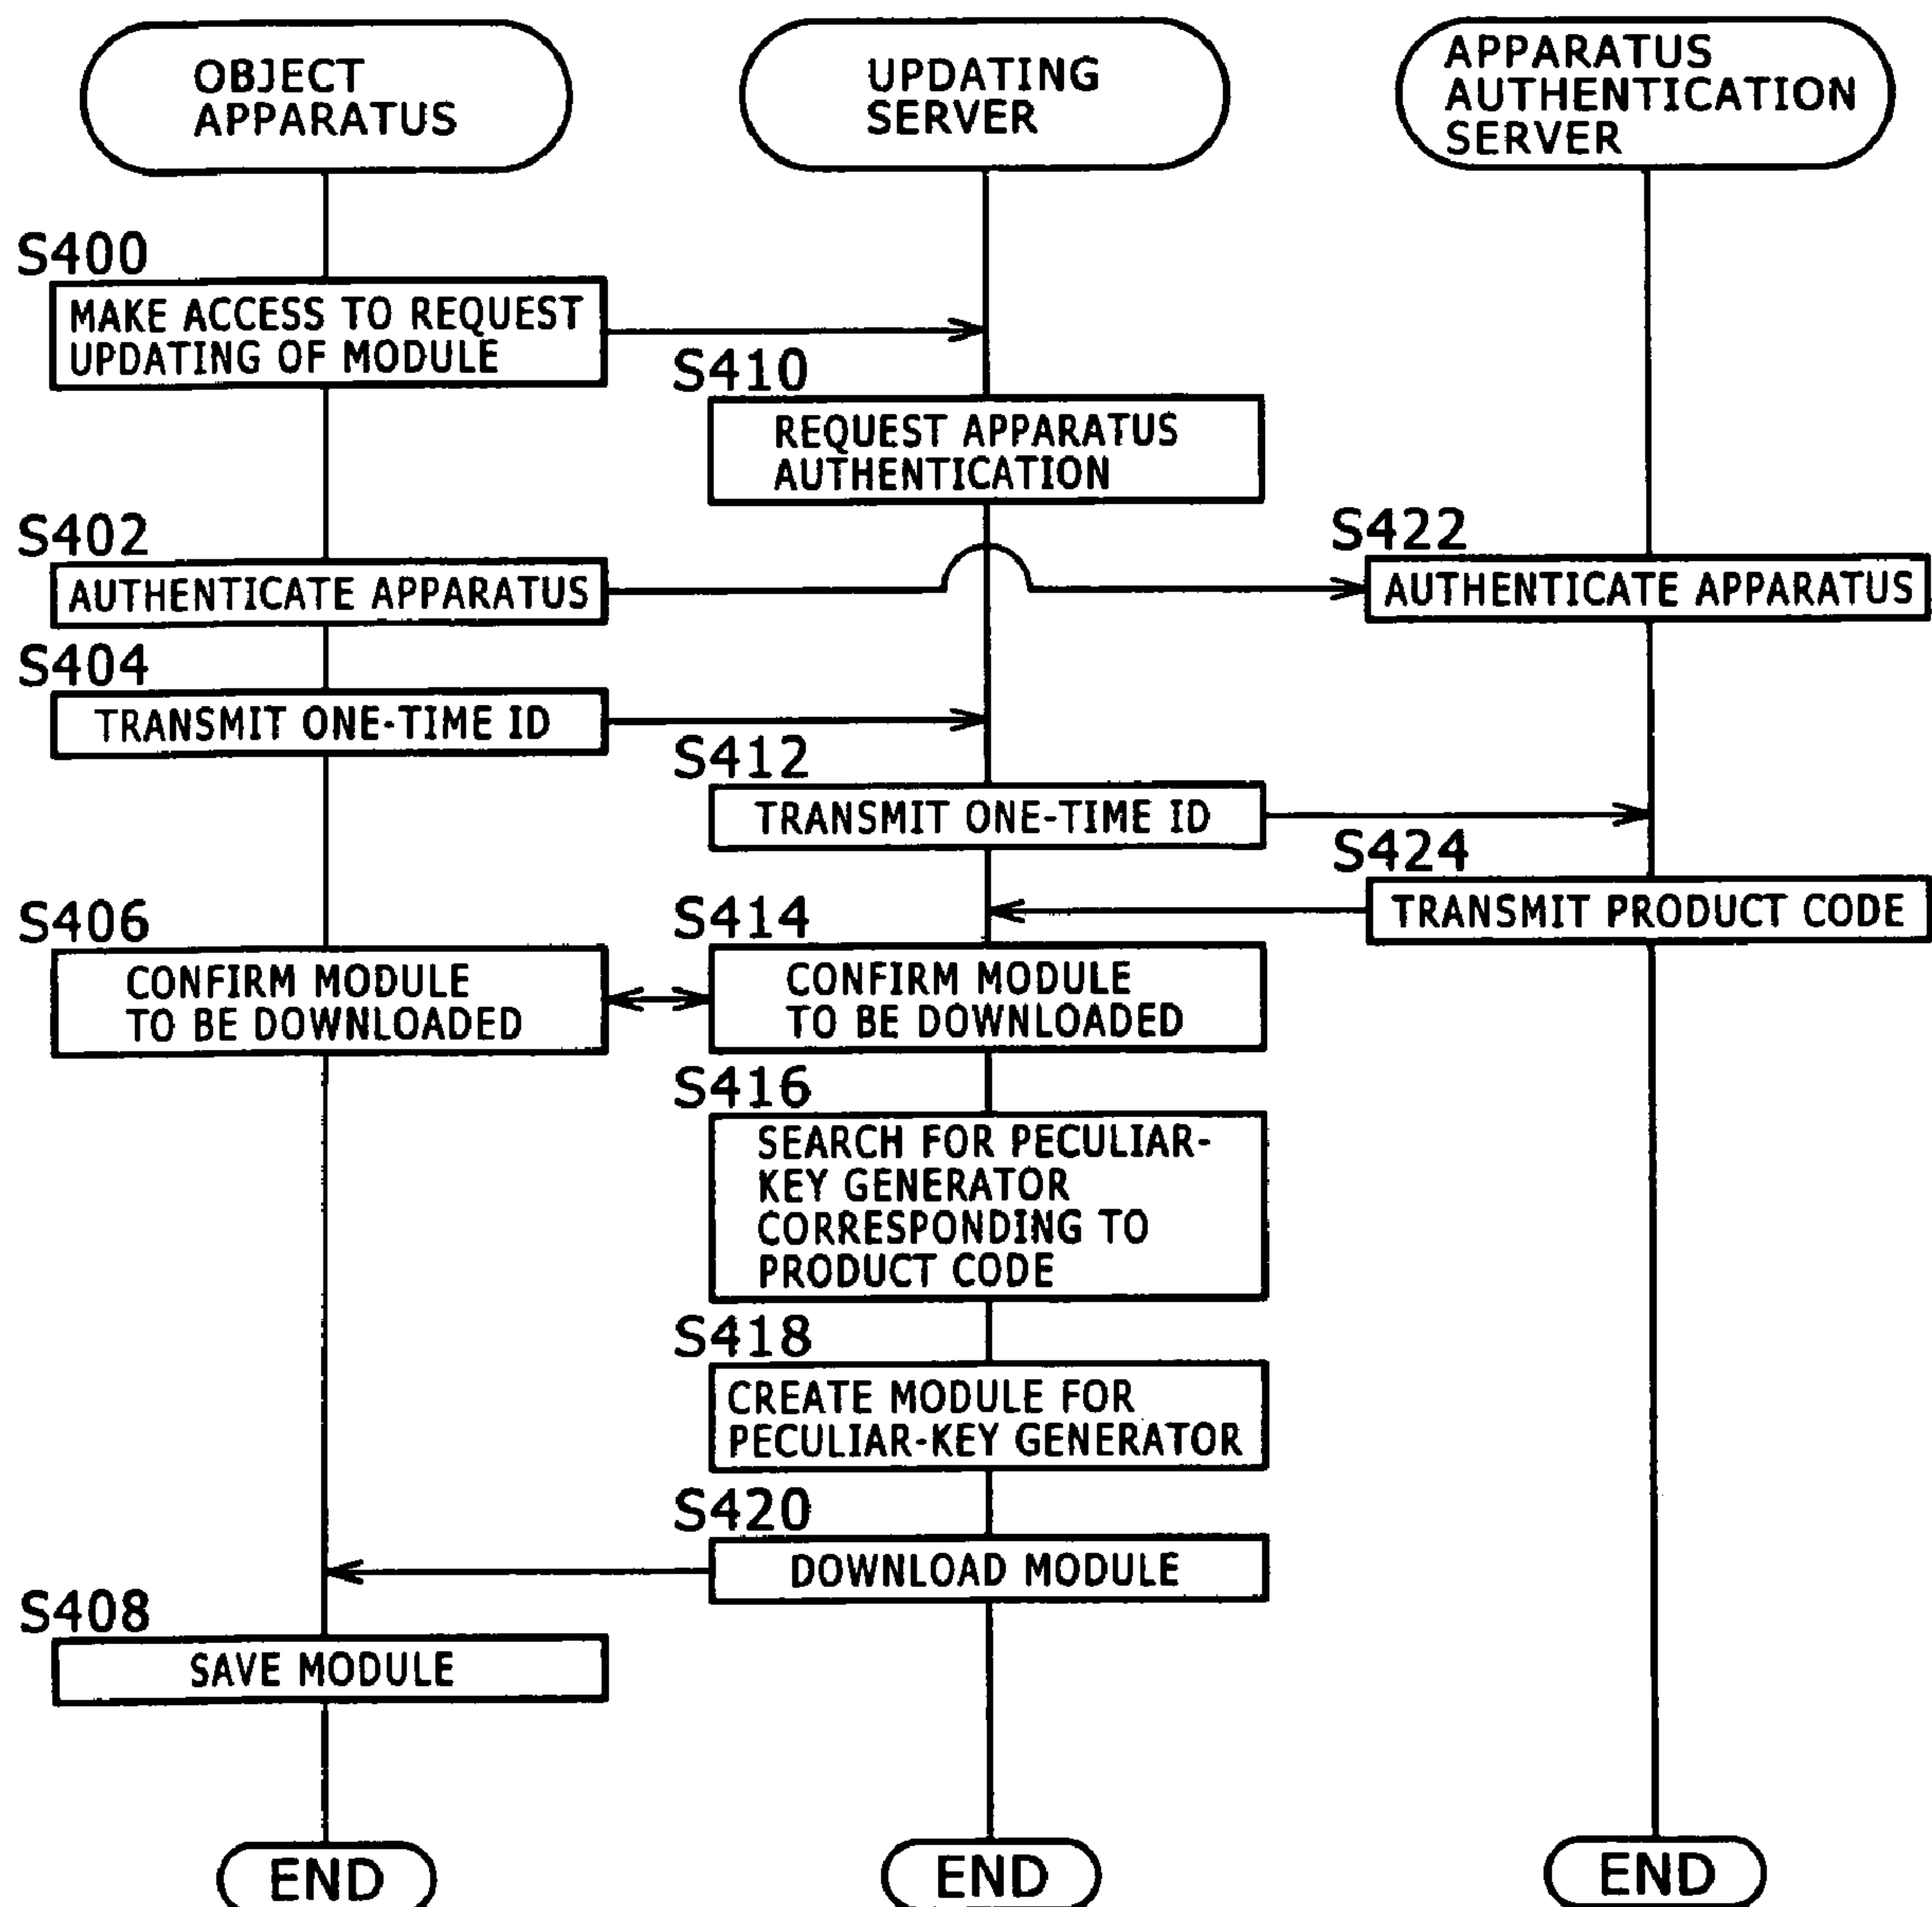 OBJECT
APPARATUS
UPDATING
SERVER
APPARATUS
AUTHENTICATION
SERVER
S400
MAKE ACCESS TO REQUEST
UPDATING OF MODULE
S410
REQUEST APPARATUS
AUTHENTICATION
S402
AUTHENTICATE APPARATUS
S422
AUTHENTICATE APPARATUS
S404
TRANSMIT ONE-TIME ID
S412
TRANSMIT ONE-TIME ID
S424
TRANSMIT PRODUCT CODE
S406
CONFIRM MODULE
TO BE DOWNLOADED
S414
CONFIRM MODULE
TO BE DOWNLOADED
S416
SEARCH FOR PECULIAR-
KEY GENERATOR
CORRESPONDING TO
PRODUCT CODE
S418
CREATE MODULE FOR
PECULIAR-KEY GENERATOR
S420
DOWNLOAD MODULE
S408
SAVE MODULE
END
END
END